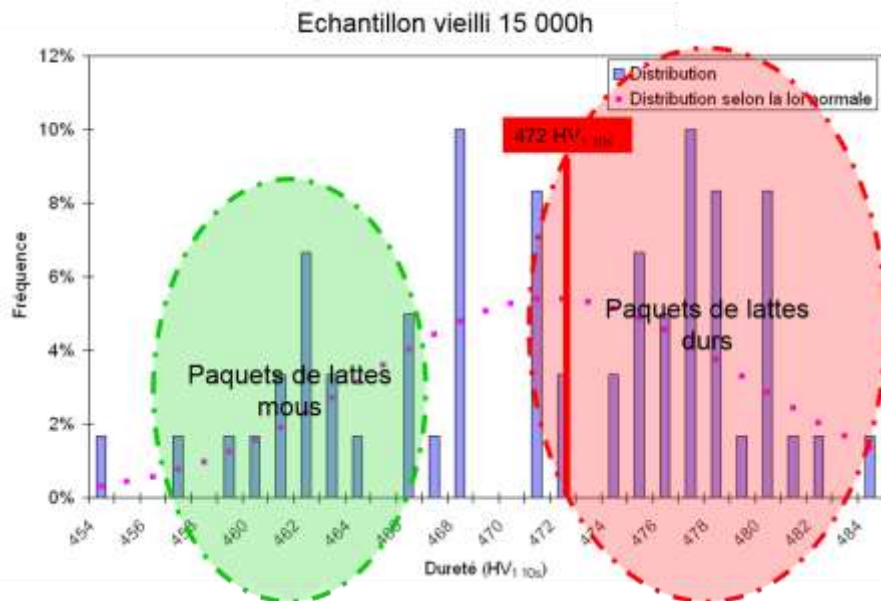 Echantillon vieilli 15 000h
12%
10%
8%
6%
4%
2%
0%
Fréquence
Distribution
Distribution selon la loi normale
472 HV1 10s
Paquets de lattes
mous
Paquets de lattes
durs
454 456 458 460 462 464 466 468 470 472 474 476 478 480 482 484
Dureté (HV1 10s)